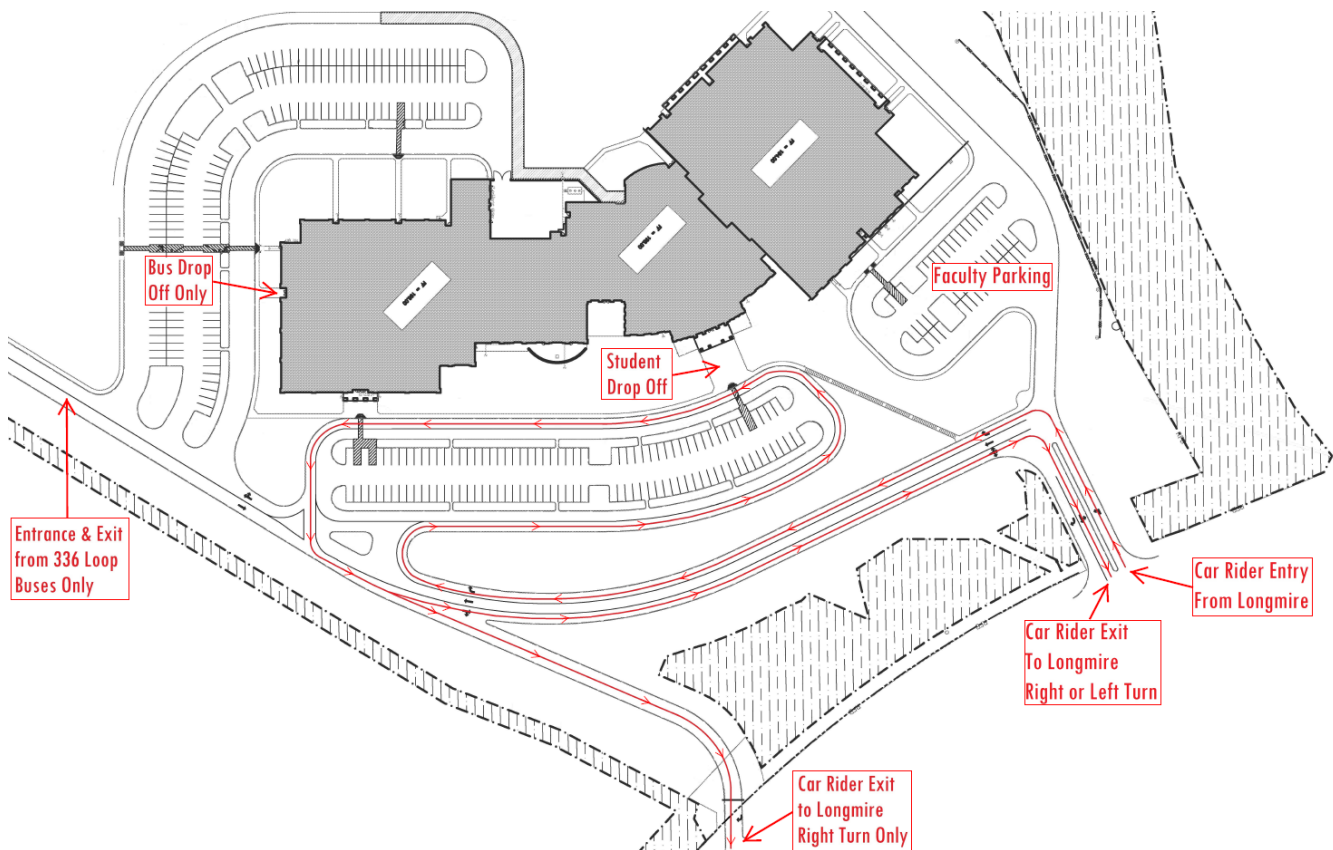 Bus Drop
Off Only
Faculty Parking
Student
Drop Off
Entrance & Exit
from 336 Loop
Buses Only
Car Rider Entry
From Longmire
Car Rider Exit
To Longmire
Right or Left Turn
Car Rider Exit
to Longmire
Right Turn Only